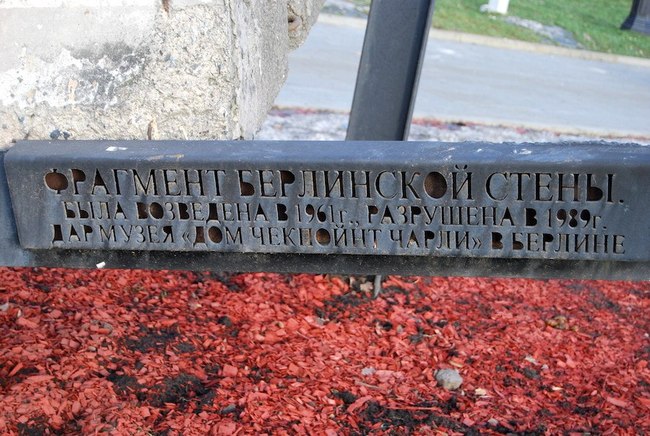 ФРАГМЕНТ БЕРЛИНСКОЙ СТЕНЫ.
БЫЛА ВОЗВЕДЕНА В 1961г., РАЗРУШЕНА В 1989г.
ДАР МУЗЕЯ «ДОМ ЧЕКПОЙНТ ЧАРЛИ» В БЕРЛИНЕ